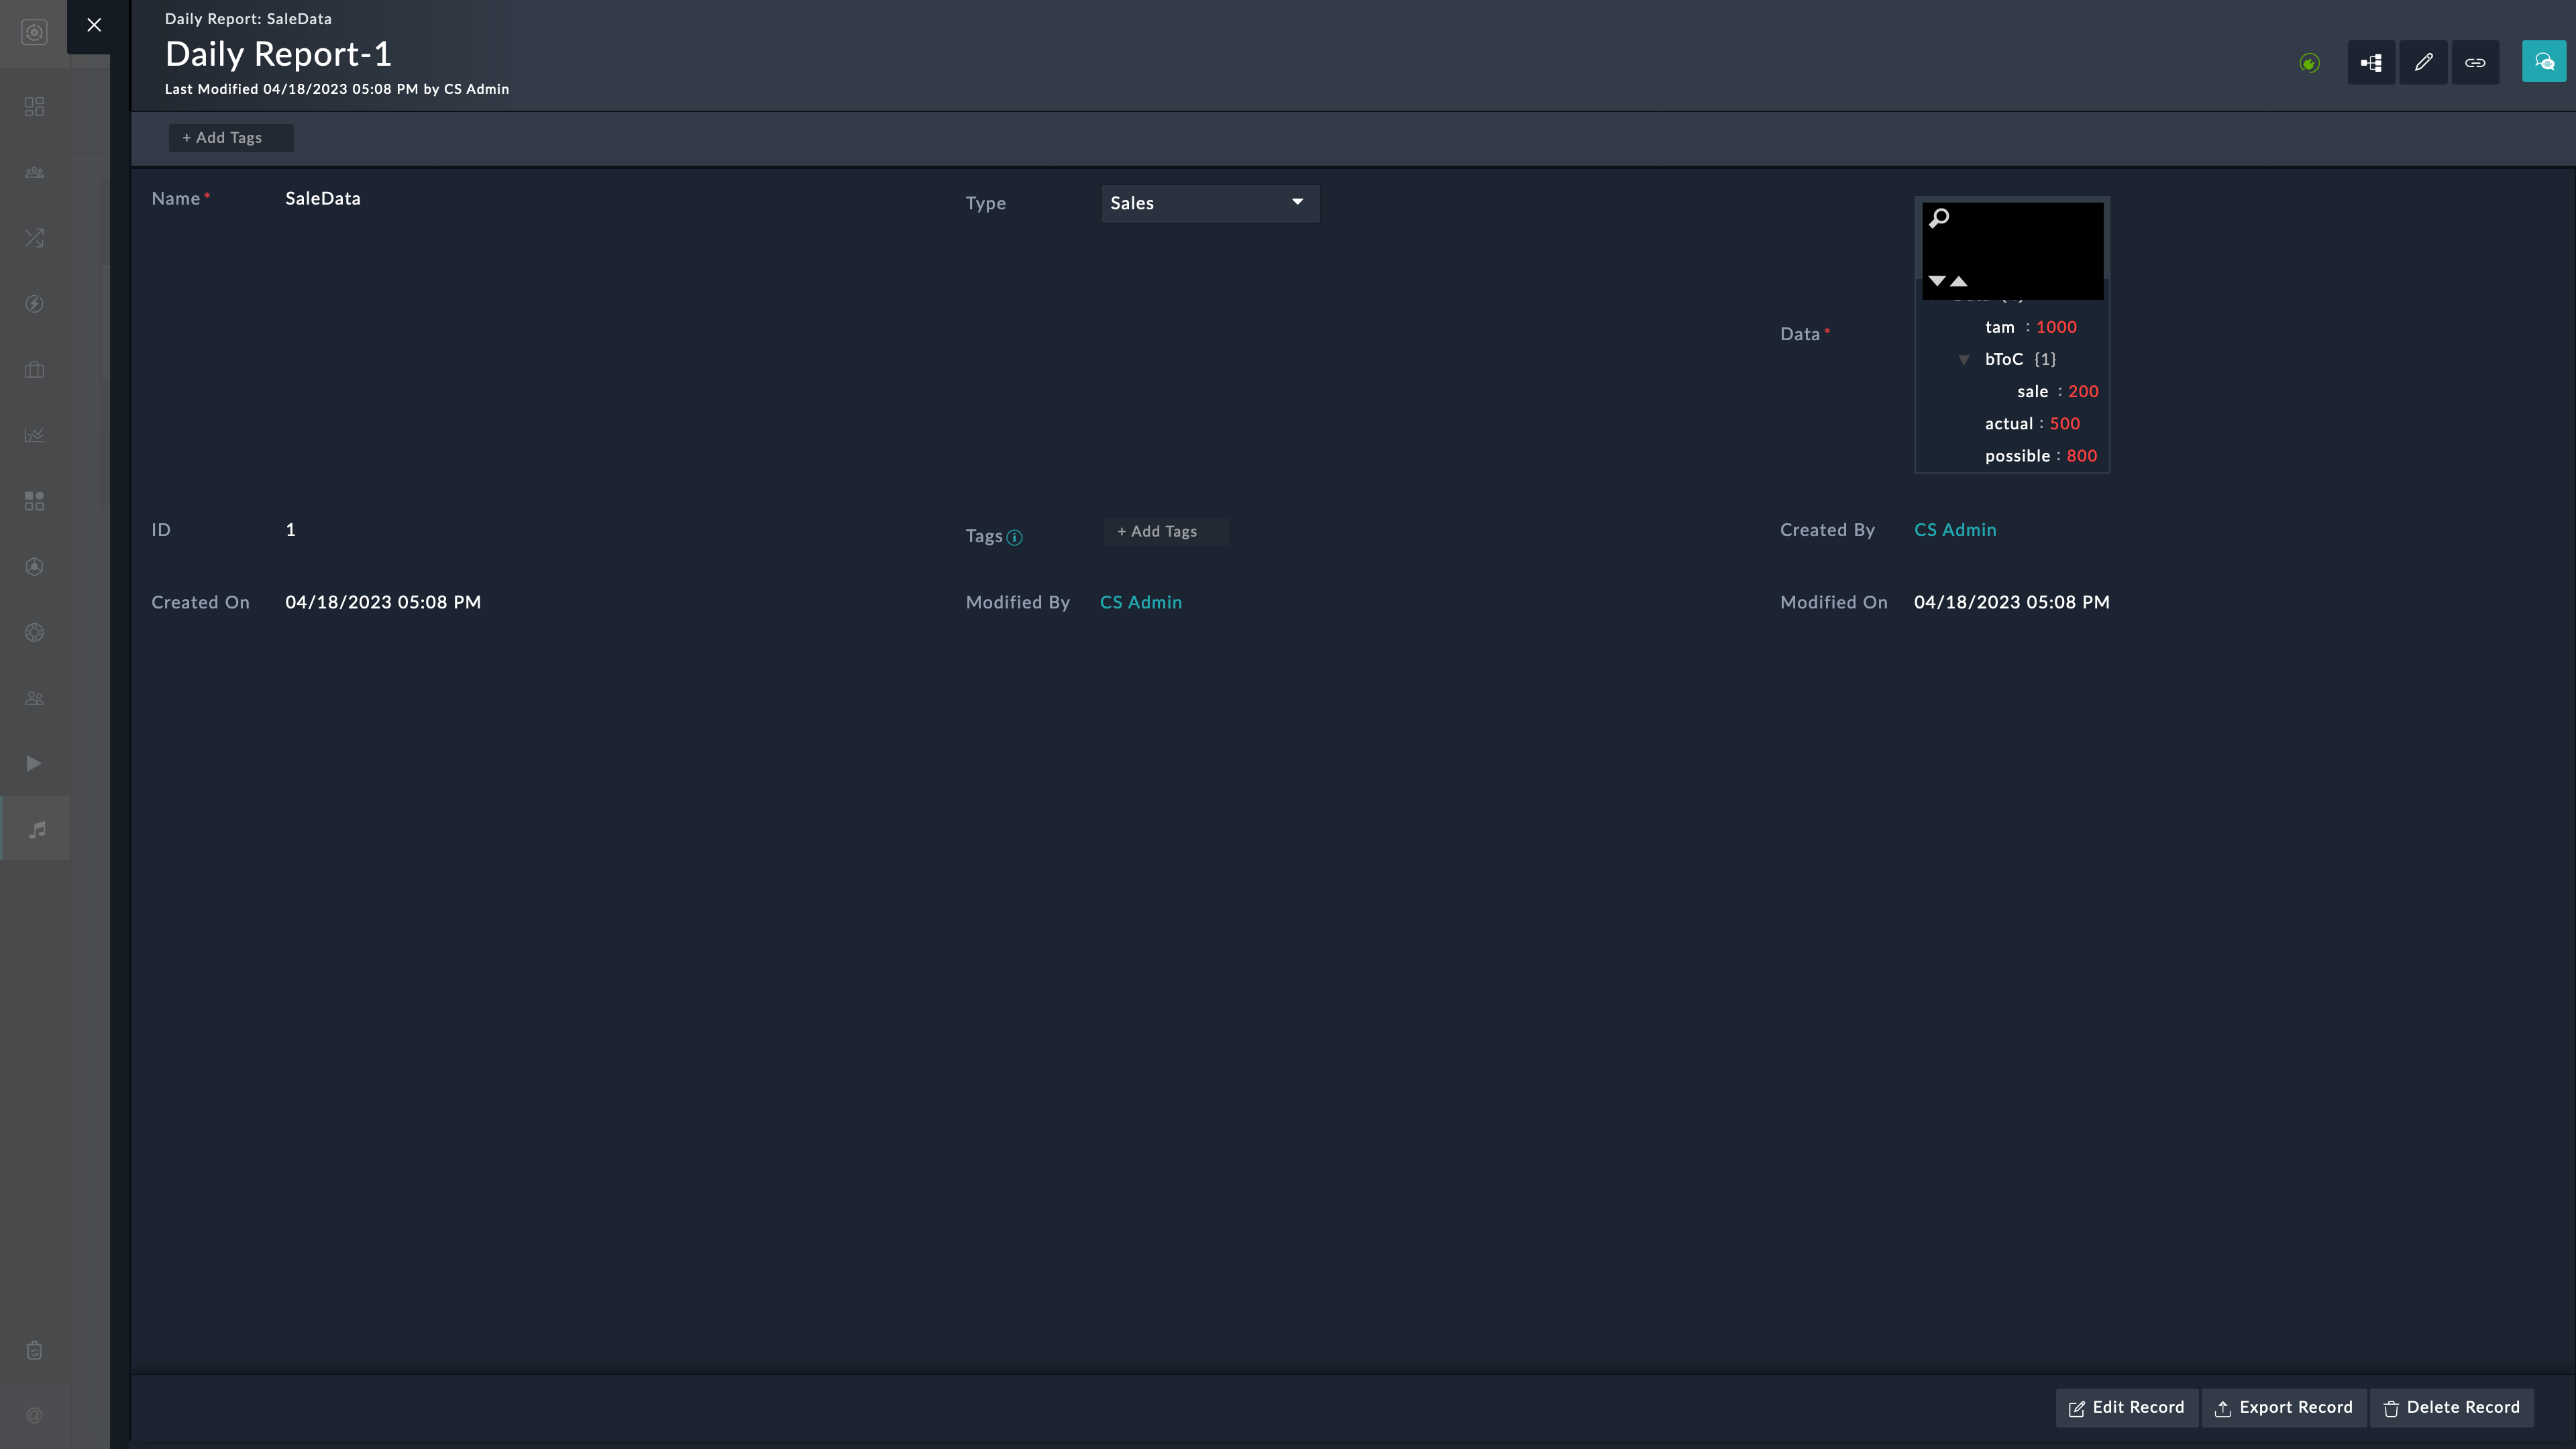 Daily Report: SaleData
Daily Report-1
Last Modified 04/18/2023 05:08 PM by CS Admin
+ Add Tags
Name* SaleData
Type Sales
Data*
tam : 1000
bToC {1}
sale : 200
actual : 500
possible : 800
ID 1
Tags + Add Tags
Created By CS Admin
Created On 04/18/2023 05:08 PM
Modified By CS Admin
Modified On 04/18/2023 05:08 PM
Edit Record Export Record Delete Record